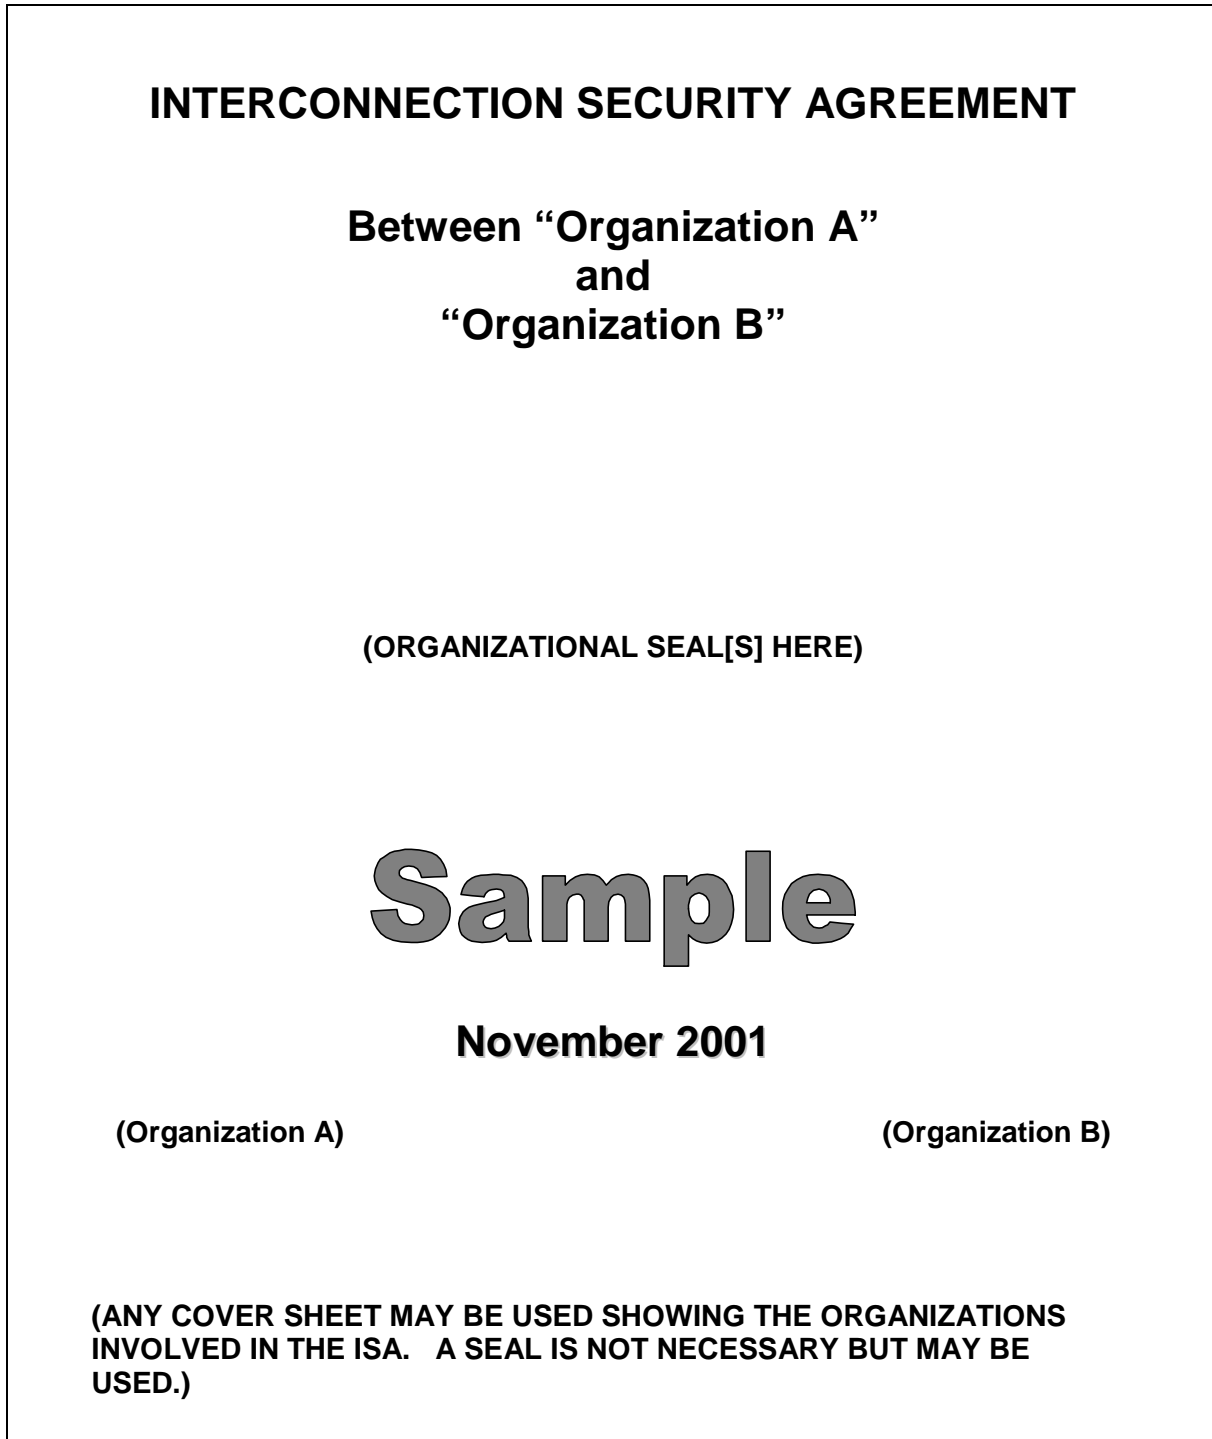 INTERCONNECTION SECURITY AGREEMENT
Between “Organization A”
and
“Organization B”
(ORGANIZATIONAL SEAL[S] HERE)
Sample
November 2001
(Organization A) (Organization B)
(ANY COVER SHEET MAY BE USED SHOWING THE ORGANIZATIONS
INVOLVED IN THE ISA.   A SEAL IS NOT NECESSARY BUT MAY BE
USED.)